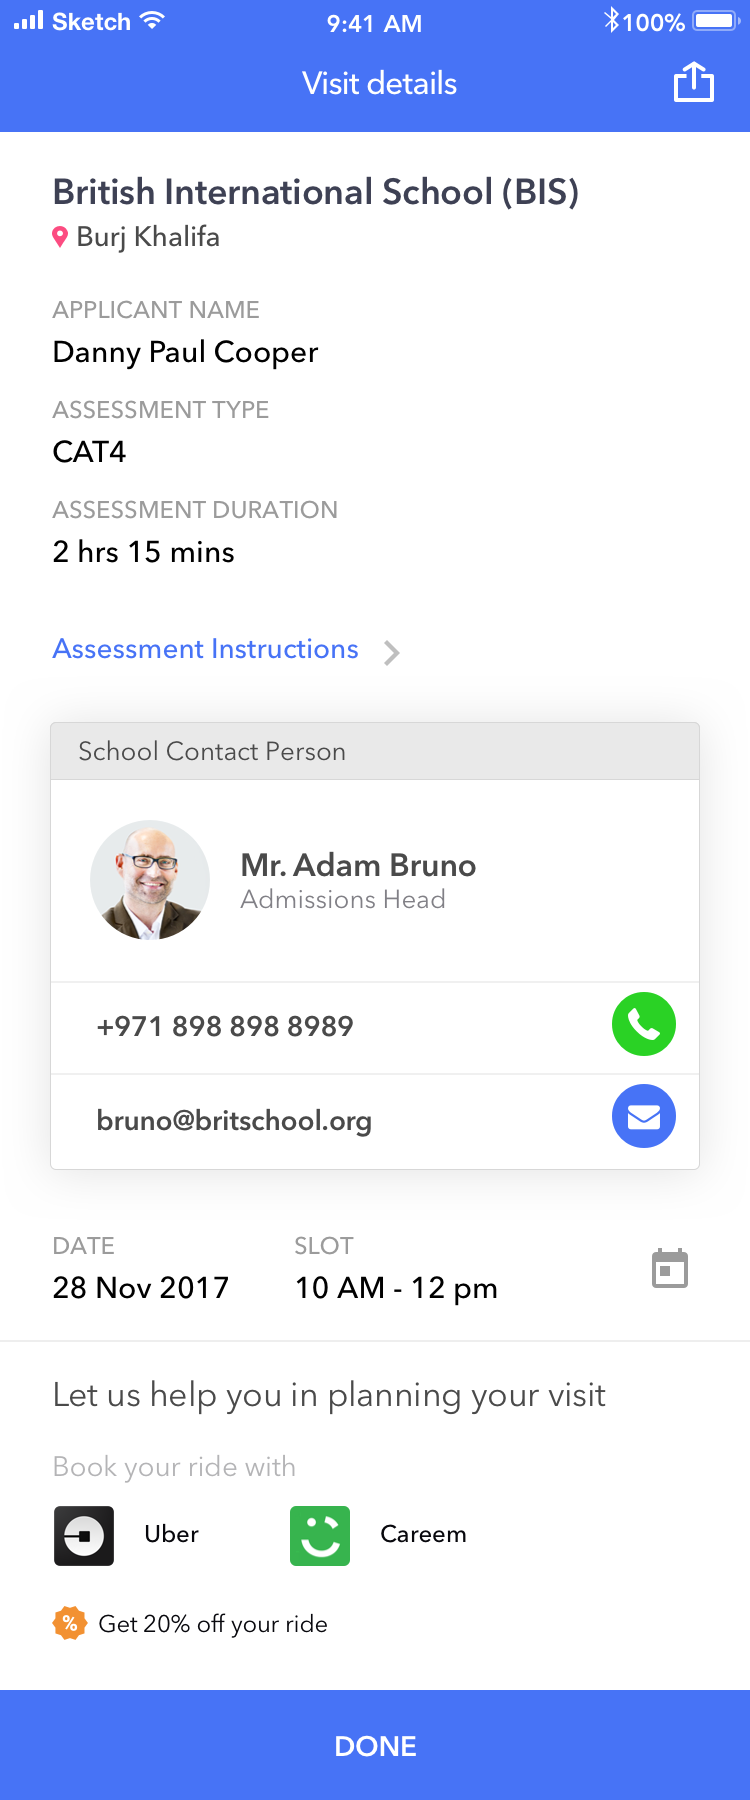 Sketch 9:41 AM 100%
Visit details
British International School (BIS)
Burj Khalifa
APPLICANT NAME
Danny Paul Cooper
ASSESSMENT TYPE
CAT4
ASSESSMENT DURATION
2 hrs 15 mins
Assessment Instructions
School Contact Person
Mr. Adam Bruno
Admissions Head
+971 898 898 8989
bruno@britschool.org
DATE SLOT
28 Nov 2017 10 AM - 12 pm
Let us help you in planning your visit
Book your ride with
Uber Careem
% Get 20% off your ride
DONE